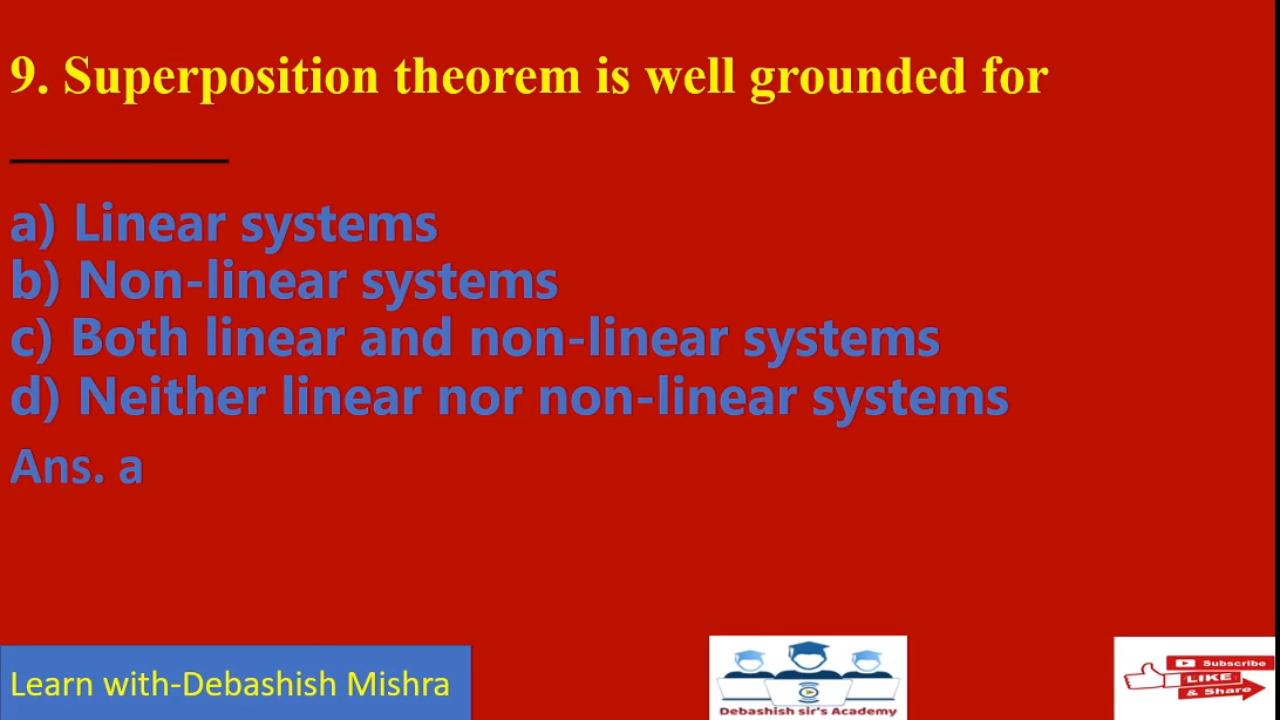 9. Superposition theorem is well grounded for
a) Linear systems
b) Non-linear systems
c) Both linear and non-linear systems
d) Neither linear nor non-linear systems
Ans. a
Learn with-Debashish Mishra
Debashish sir's Academy
Subscribe
LIKE
& Share